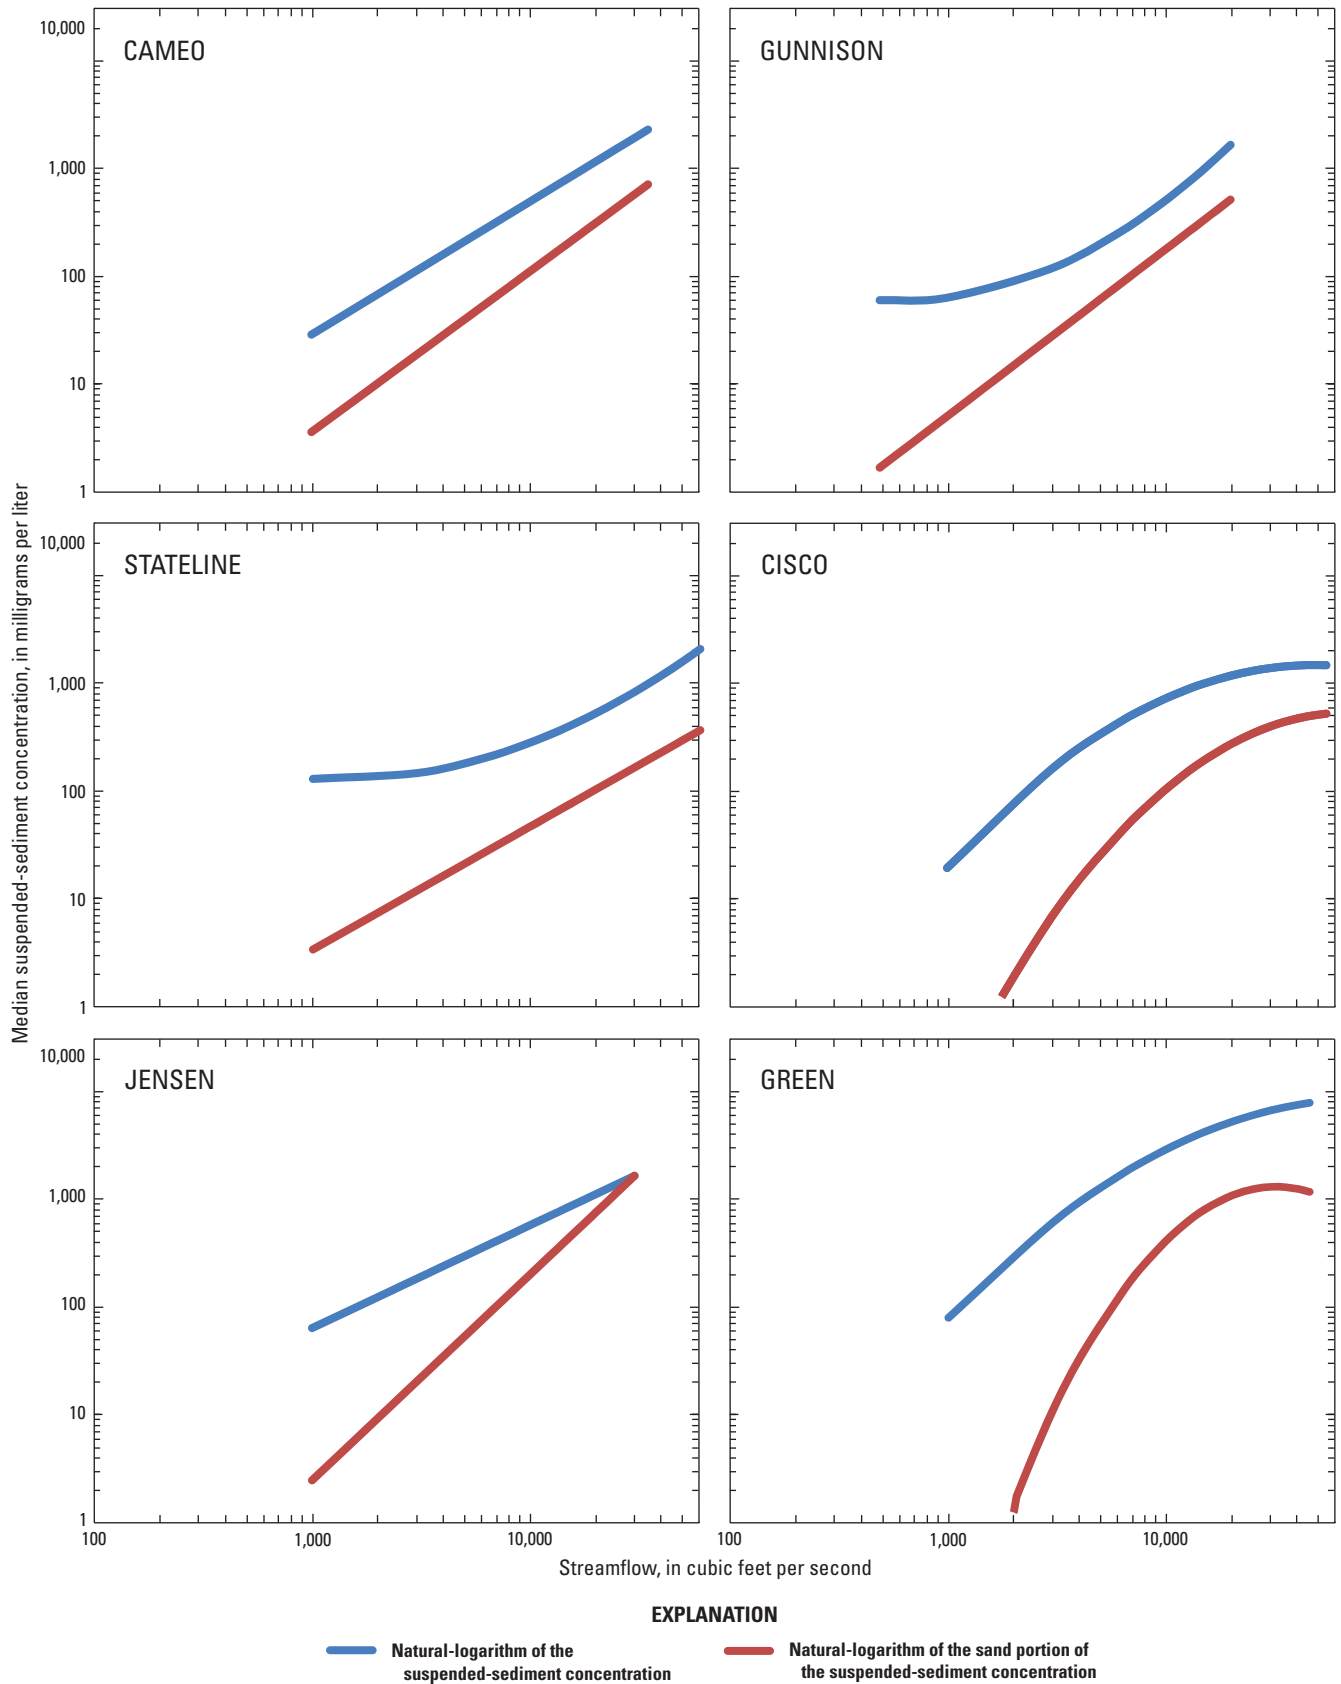 Median suspended-sediment concentration, in milligrams per liter
CAMEO
10,000
1,000
100
10
1
GUNNISON
STATELINE
10,000
1,000
100
10
1
CISCO
JENSEN
10,000
1,000
100
10
1
100
1,000
10,000
GREEN
100
1,000
10,000
Streamflow, in cubic feet per second
EXPLANATION
Natural-logarithm of the
suspended-sediment concentration
Natural-logarithm of the sand portion of
the suspended-sediment concentration